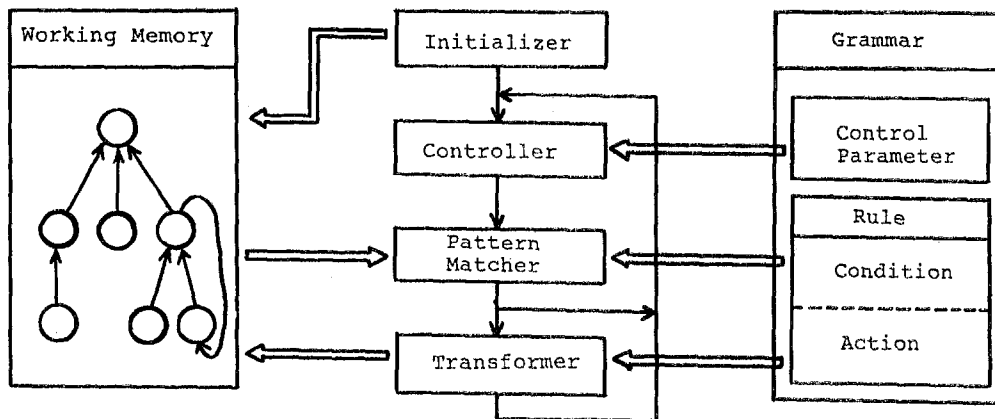 Working Memory
Initializer
Controller
Pattern
Matcher
Transformer
Grammar
Control
Parameter
Rule
Condition
Action